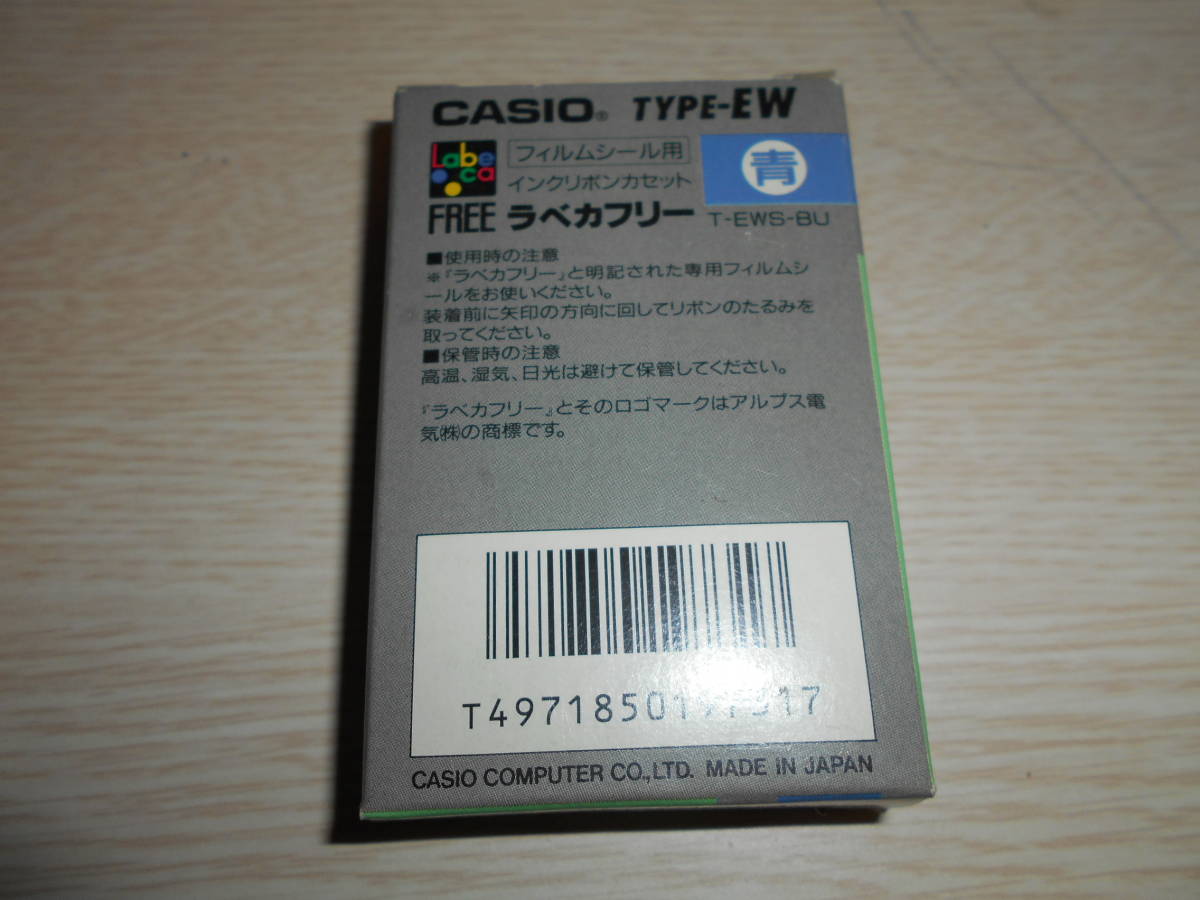 CASIO® TYPE-EW
Labe
ca
フィルムシール用
インクリボンカセット
青
FREE ラベカフリー T-EWS-BU
■使用時の注意
※『ラベカフリー』と明記された専用フィルムシ
ールをお使いください。
装着前に矢印の方向に回してリボンのたるみを
取ってください。
■保管時の注意
高温、湿気、日光は避けて保管してください。
『ラベカフリー』とそのロゴマークはアルプス電
気㈱の商標です。
CASIO COMPUTER CO.,LTD. MADE IN JAPAN